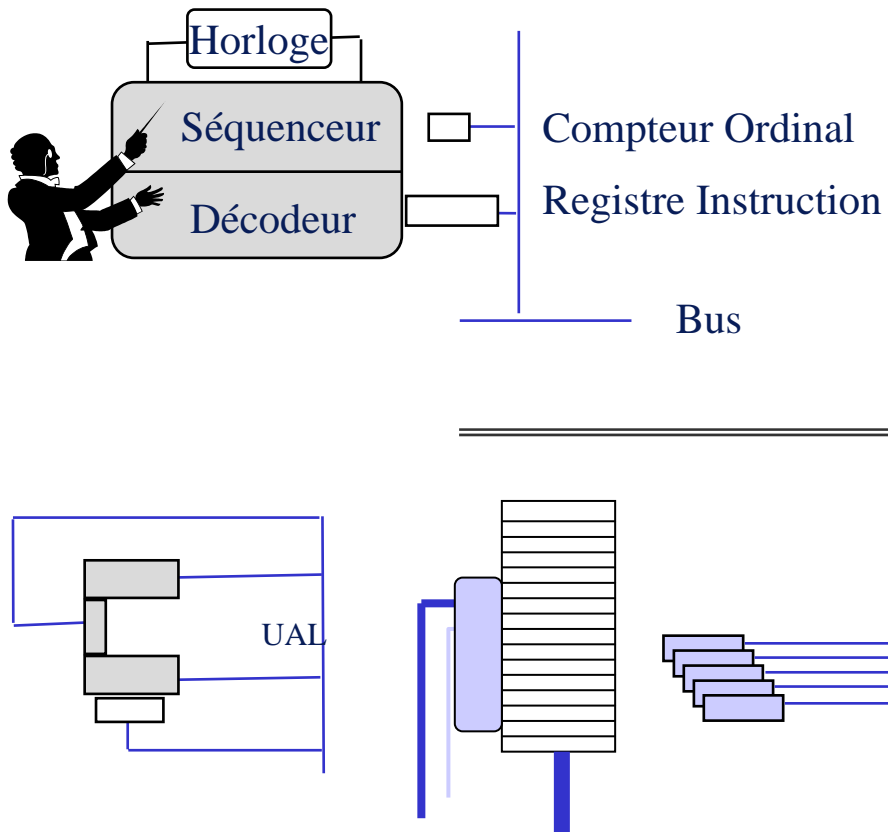 Horloge
Séquenceur
Compteur Ordinal
Décodeur
Registre Instruction
Bus
UAL